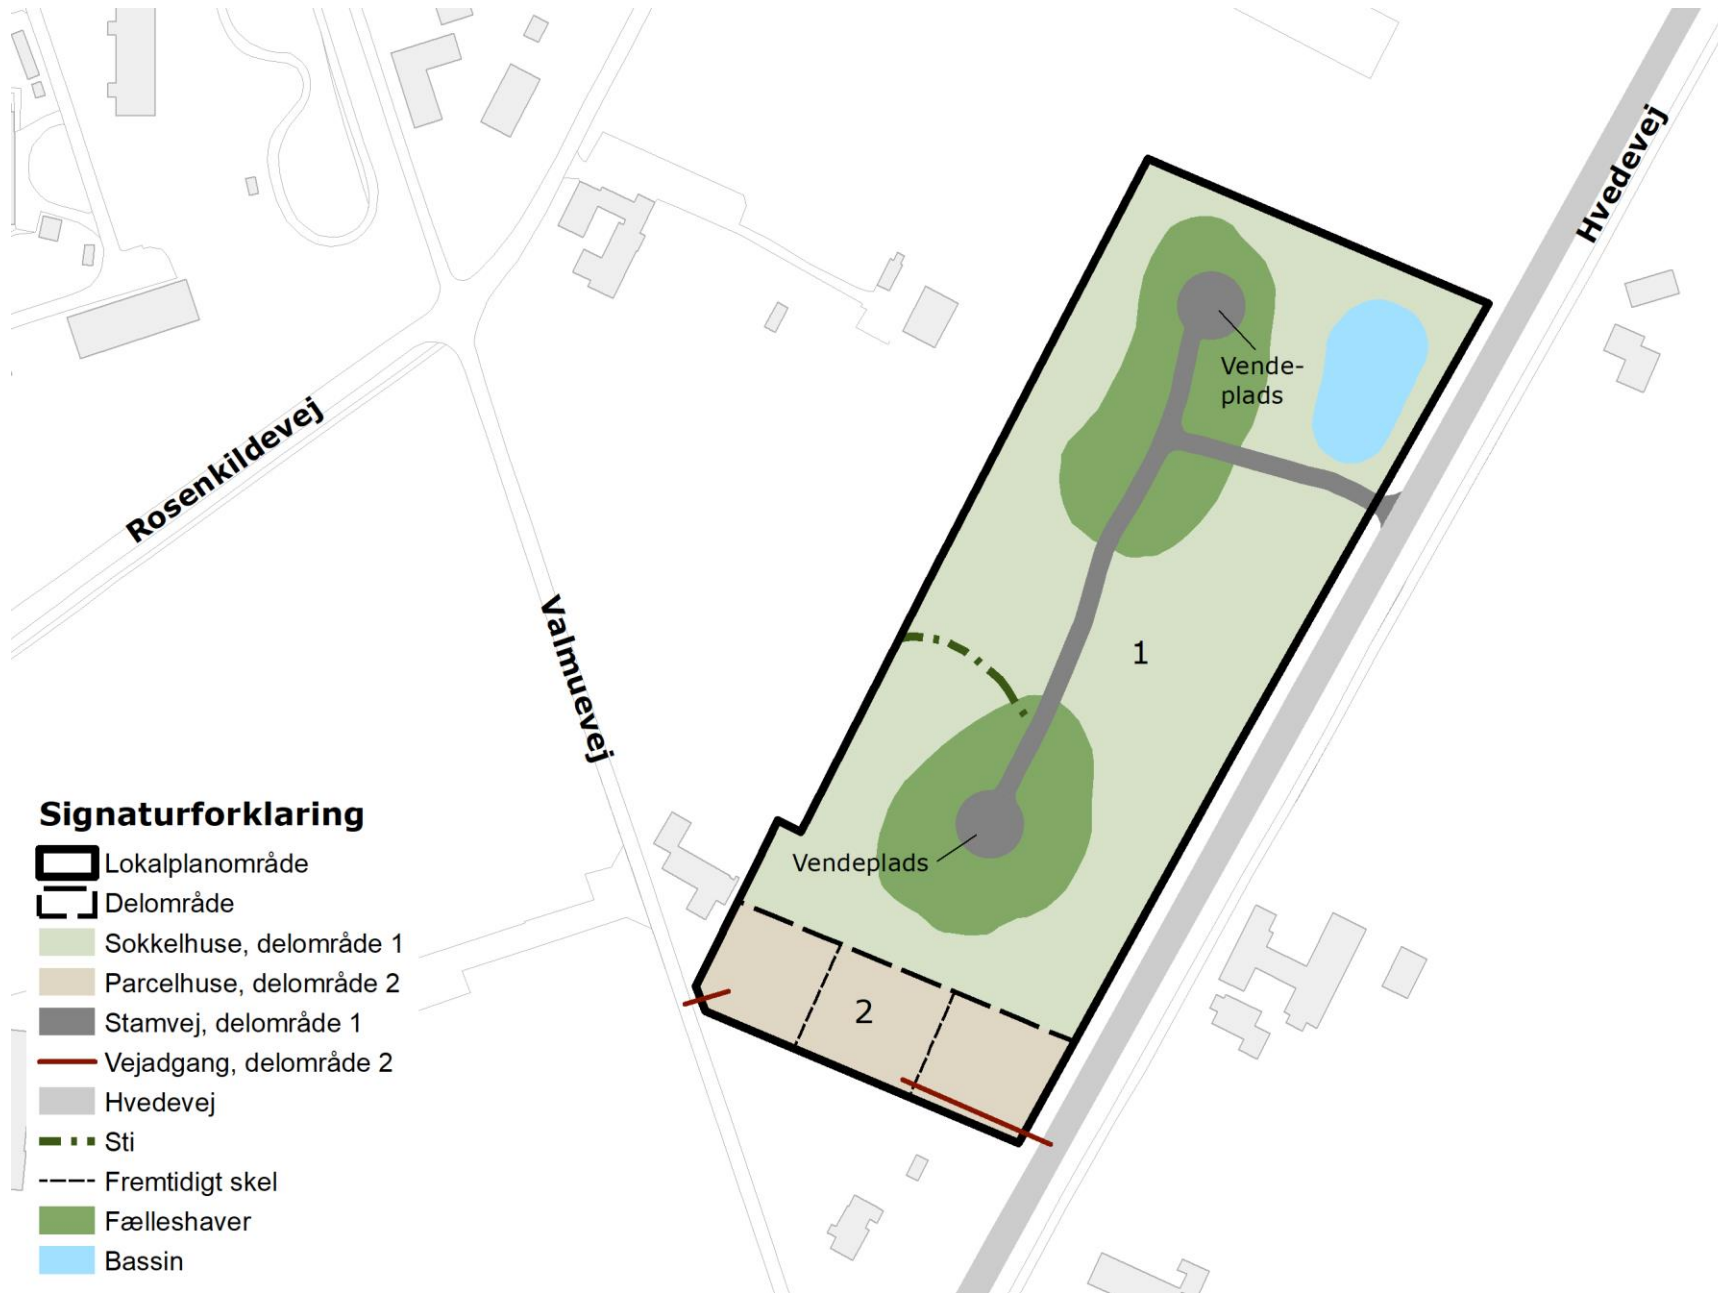 Hvedevej
Vende-
plads
Rosenkildevej
Valmuevej
1
Vendeplads
2
Signaturforklaring
Lokalplanområde
Delområde
Sokkelhuse, delområde 1
Parcelhuse, delområde 2
Stamvej, delområde 1
Vejadgang, delområde 2
Hvedevej
Sti
Fremtidigt skel
Fælleshaver
Bassin